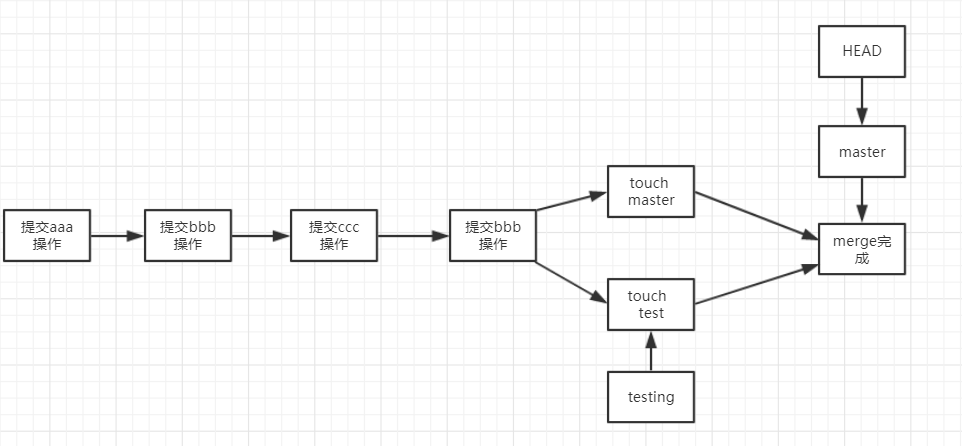 HEAD
master
touch
master
提交aaa
操作
提交bbb
操作
提交ccc
操作
提交bbb
操作
merge完
成
touch
test
testing